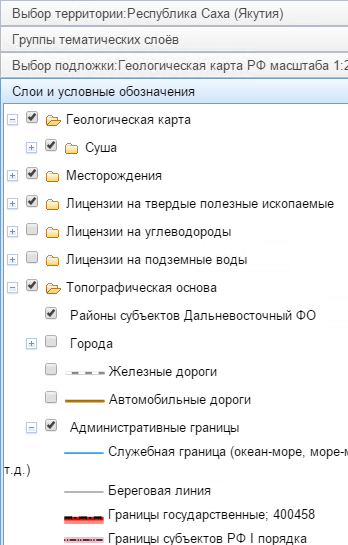 Выбор территории:Республика Саха (Якутия)
Группы тематических слоёв
Выбор подложки:Геологическая карта РФ масштаба 1:2
Слои и условные обозначения
Геологическая карта
Суша
Месторождения
Лицензии на твердые полезные ископаемые
Лицензии на углеводороды
Лицензии на подземные воды
Топографическая основа
Районы субъектов Дальневосточный ФО
Города
Железные дороги
Автомобильные дороги
Административные границы
Служебная граница (океан-море, море-м
т.д.)
Береговая линия
Границы государственные; 400458
Границы субъектов РФ I порядка